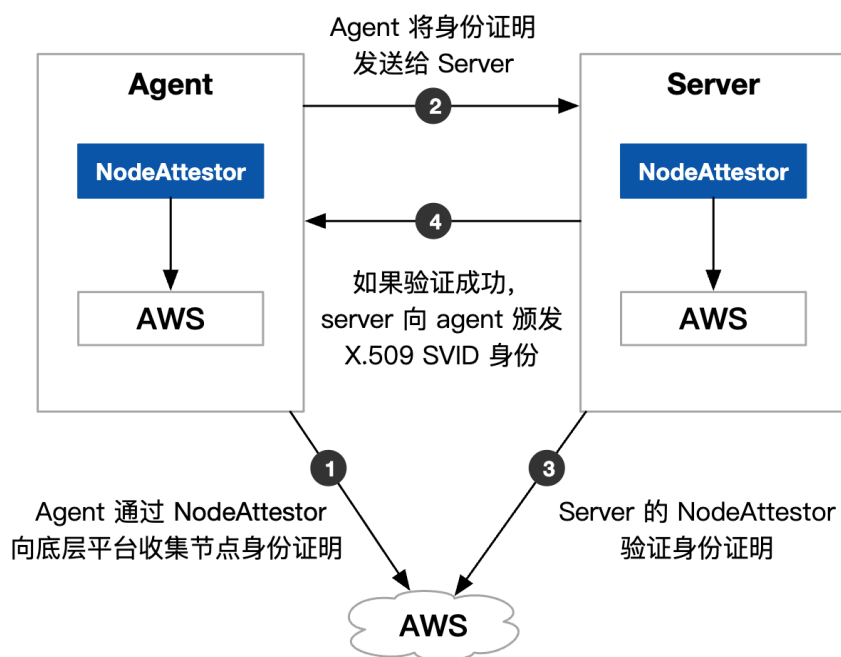 Agent 将身份证明
发送给 Server
Agent
Server
2
NodeAttestor
NodeAttestor
4
AWS
AWS
如果验证成功，
server 向 agent 颁发
X.509 SVID 身份
1
3
Agent 通过 NodeAttestor
向底层平台收集节点身份证明
Server 的 NodeAttestor
验证身份证明
AWS